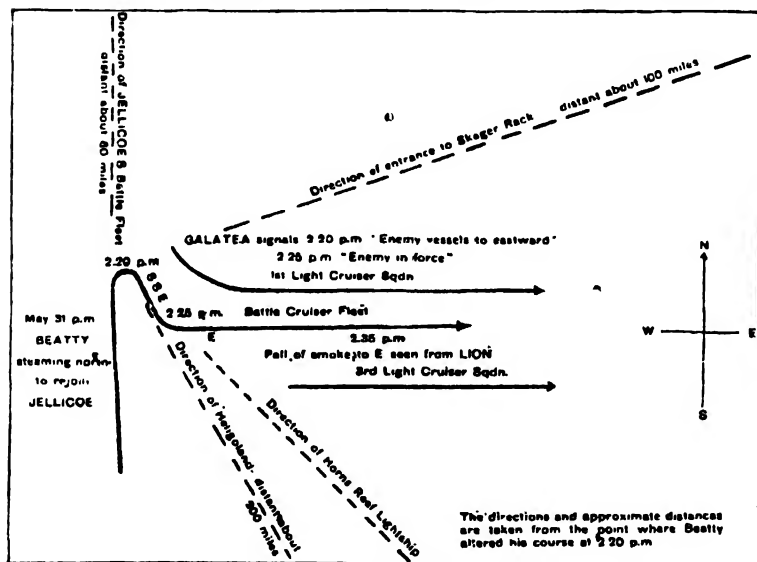 Direction of JELLICOE & Battle Fleet
distant about 60 miles
Direction of entrance to Skager Rack distant about 100 miles
GALATEA signals 2 20 p.m "Enemy vessels to eastward"
2 25 p.m "Enemy in force"
1st Light Cruiser Sqdn
2.20 p.m
SSE
2 25 p.m. Battle Cruiser Fleet
E
2.35 p.m
Pall of smoke to E seen from LION
3rd Light Cruiser Sqdn.
May 31 p.m
BEATTY
steaming north
to rejoin
JELLICOE
Direction of Heligoland distant about
200 miles
Direction of Horns Reef Lightship
N
W
E
S
The directions and approximate distances
are taken from the point where Beatty
altered his course at 2 20 p.m